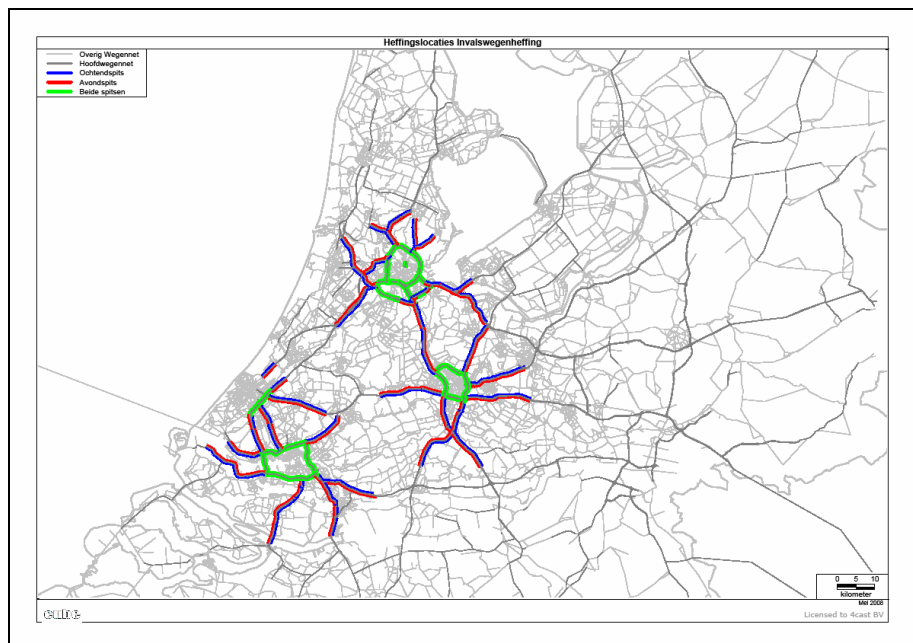 Heffingslocaties Invalswegenheffing
Overig Wegennet
Hoofdwegennet
Ochtendspits
Avondspits
Beide spitsen
0 5 10
kilometer
Mei 2008
cube
Licensed to 4cast BV